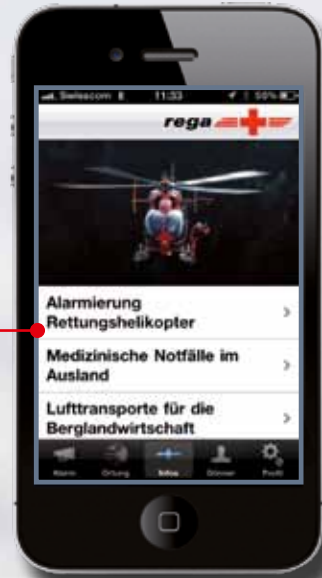 Swisscom 11:33 50%
rega
Alarmierung
Rettungshelikopter
Medizinische Notfälle im
Ausland
Lufttransporte für die
Berglandwirtschaft
Alarm Ortung Infos Gönner Profil